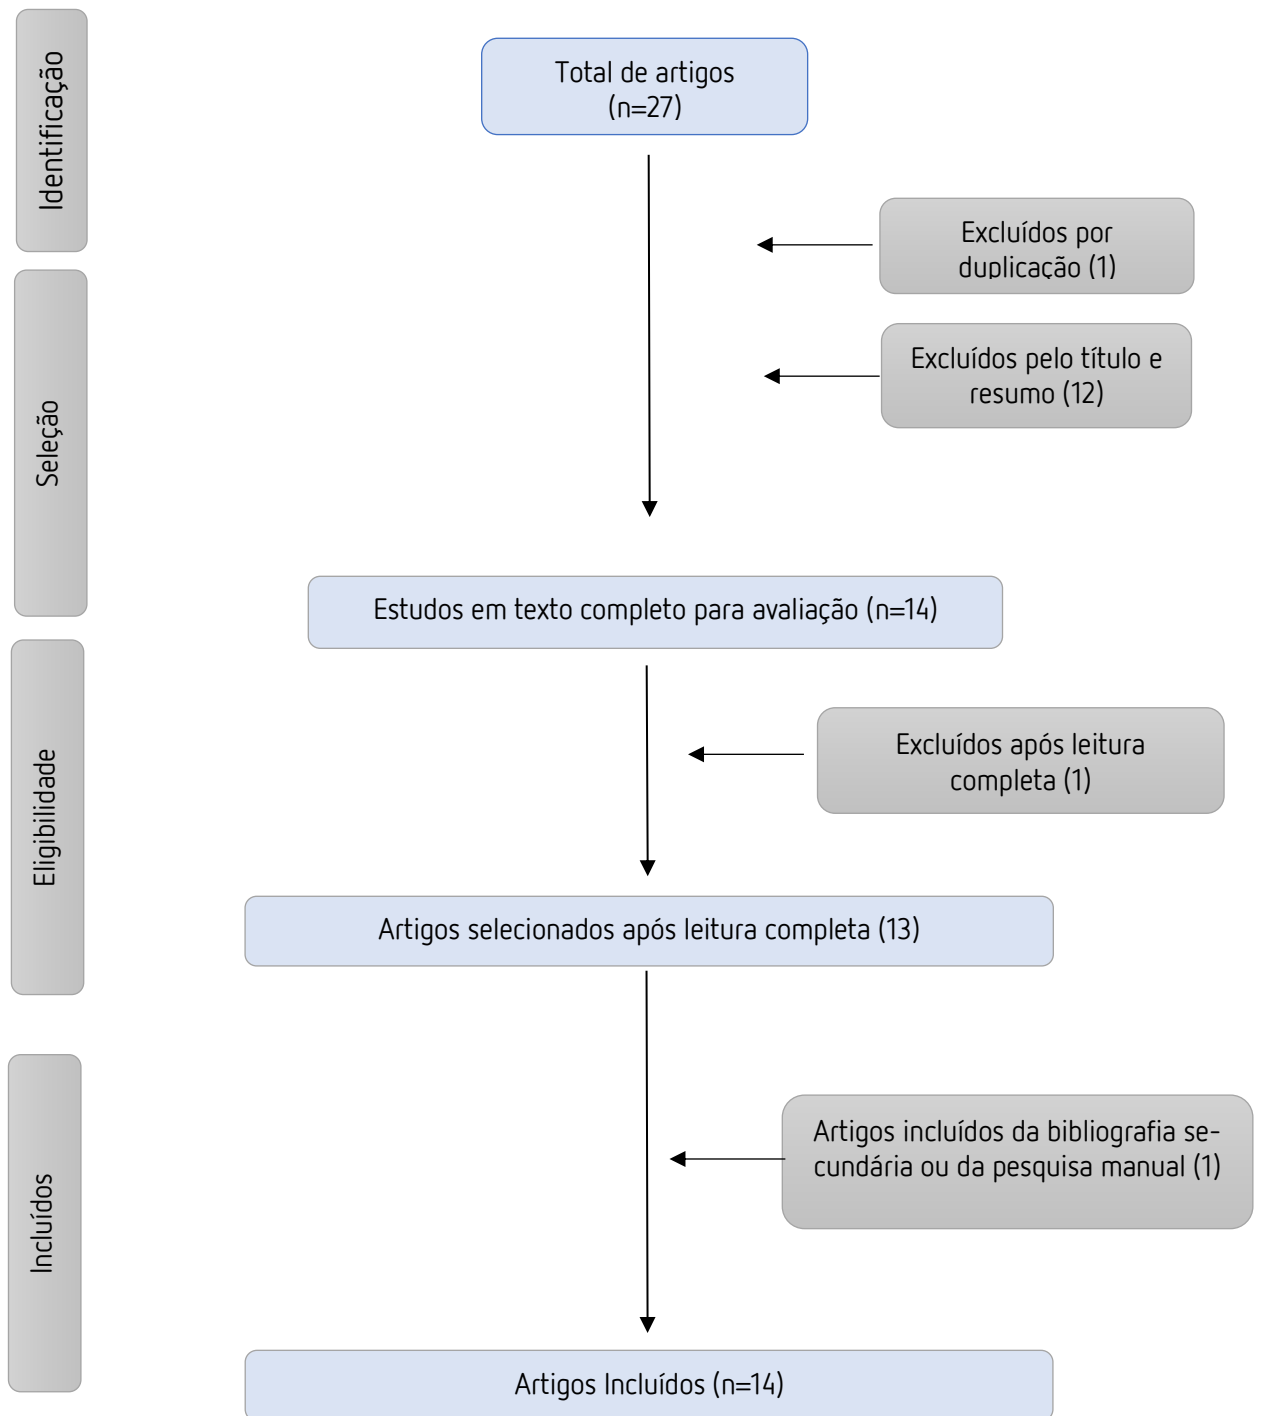 Identificação
Total de artigos
(n=27)
Excluídos por
duplicação (1)
Seleção
Excluídos pelo título e
resumo (12)
Estudos em texto completo para avaliação (n=14)
Eligibilidade
Excluídos após leitura
completa (1)
Artigos selecionados após leitura completa (13)
Incluídos
Artigos incluídos da bibliografia se-
cundária ou da pesquisa manual (1)
Artigos Incluídos (n=14)